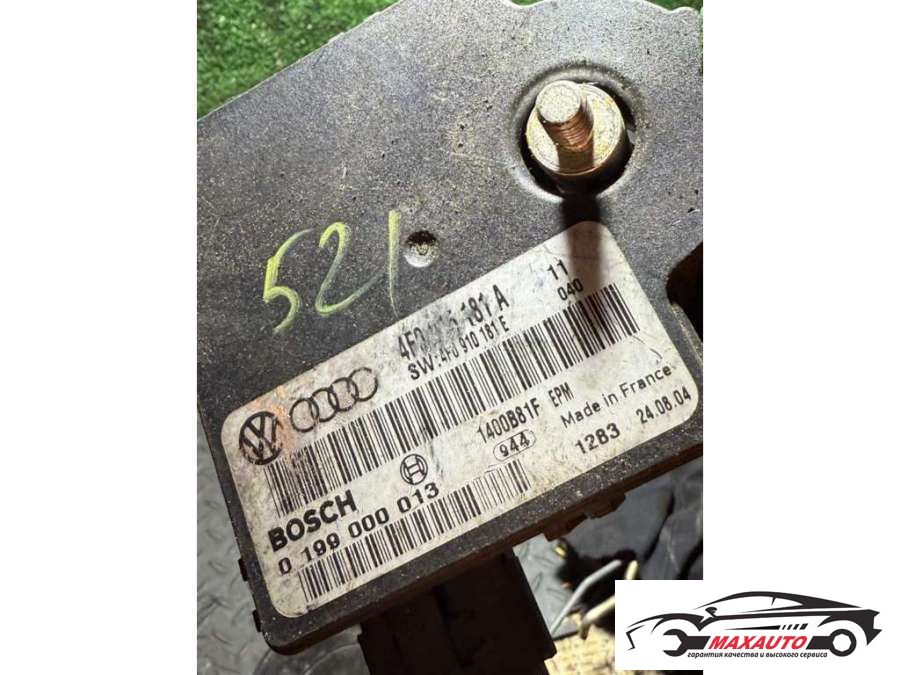 521
181 A
11
SW:4F0 910 181 E
040
1400B81F EPM
Made in France
944
1283
24.08.04
BOSCH
0 199 000 013
MAXAUTO
гарантия качества и высокого сервиса